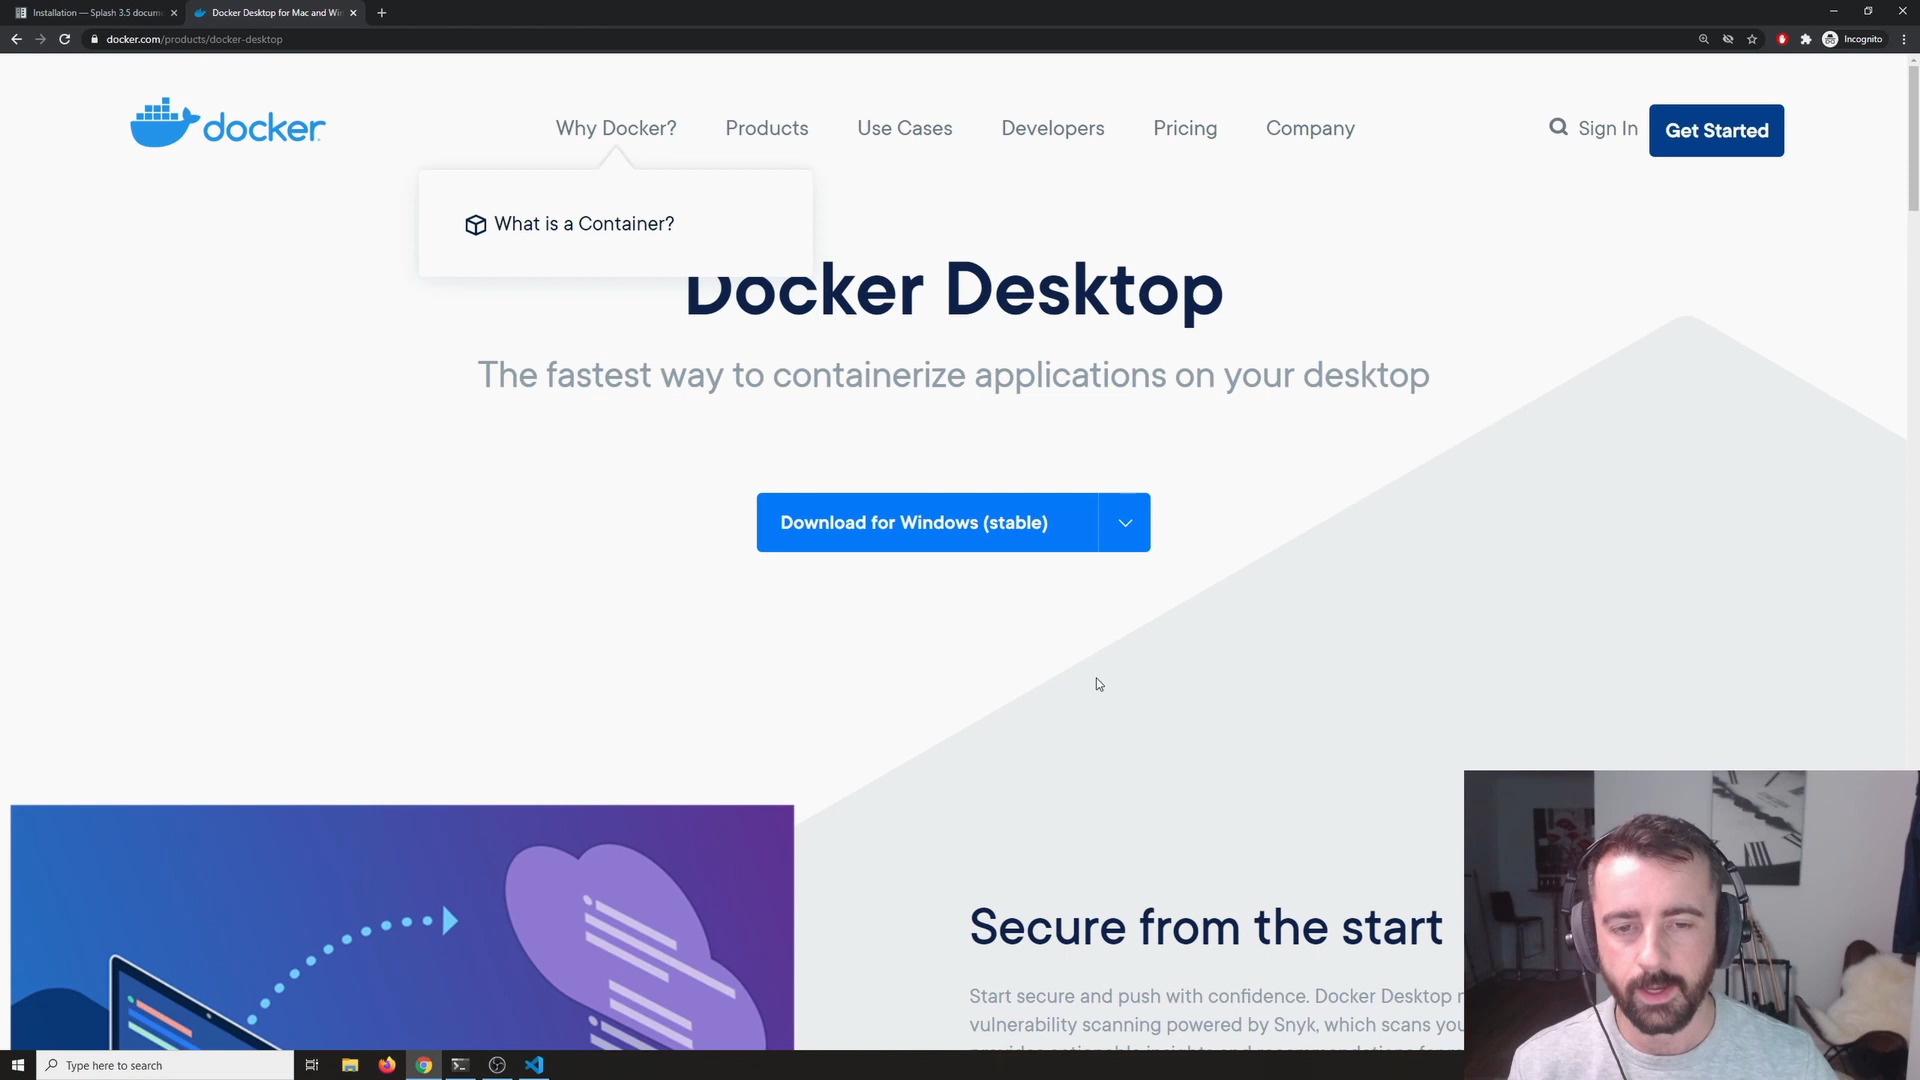 Installation — Splash 3.5 docum
Docker Desktop for Mac and Wi
docker.com/products/docker-desktop
Incognito
docker
Why Docker?
Products
Use Cases
Developers
Pricing
Company
Sign In
Get Started
What is a Container?
Docker Desktop
The fastest way to containerize applications on your desktop
Download for Windows (stable)
Secure from the start
Start secure and push with confidence. Docker Desktop
vulnerability scanning powered by Snyk, which scans you
Type here to search